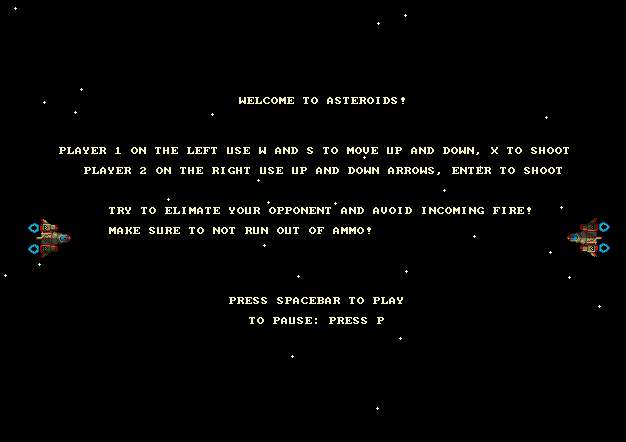 WELCOME TO ASTEROIDS!
PLAYER 1 ON THE LEFT USE W AND S TO MOVE UP AND DOWN, X TO SHOOT
PLAYER 2 ON THE RIGHT USE UP AND DOWN ARROWS, ENTER TO SHOOT
TRY TO ELIMATE YOUR OPPONENT AND AVOID INCOMING FIRE!
MAKE SURE TO NOT RUN OUT OF AMMO!
PRESS SPACEBAR TO PLAY
TO PAUSE: PRESS P